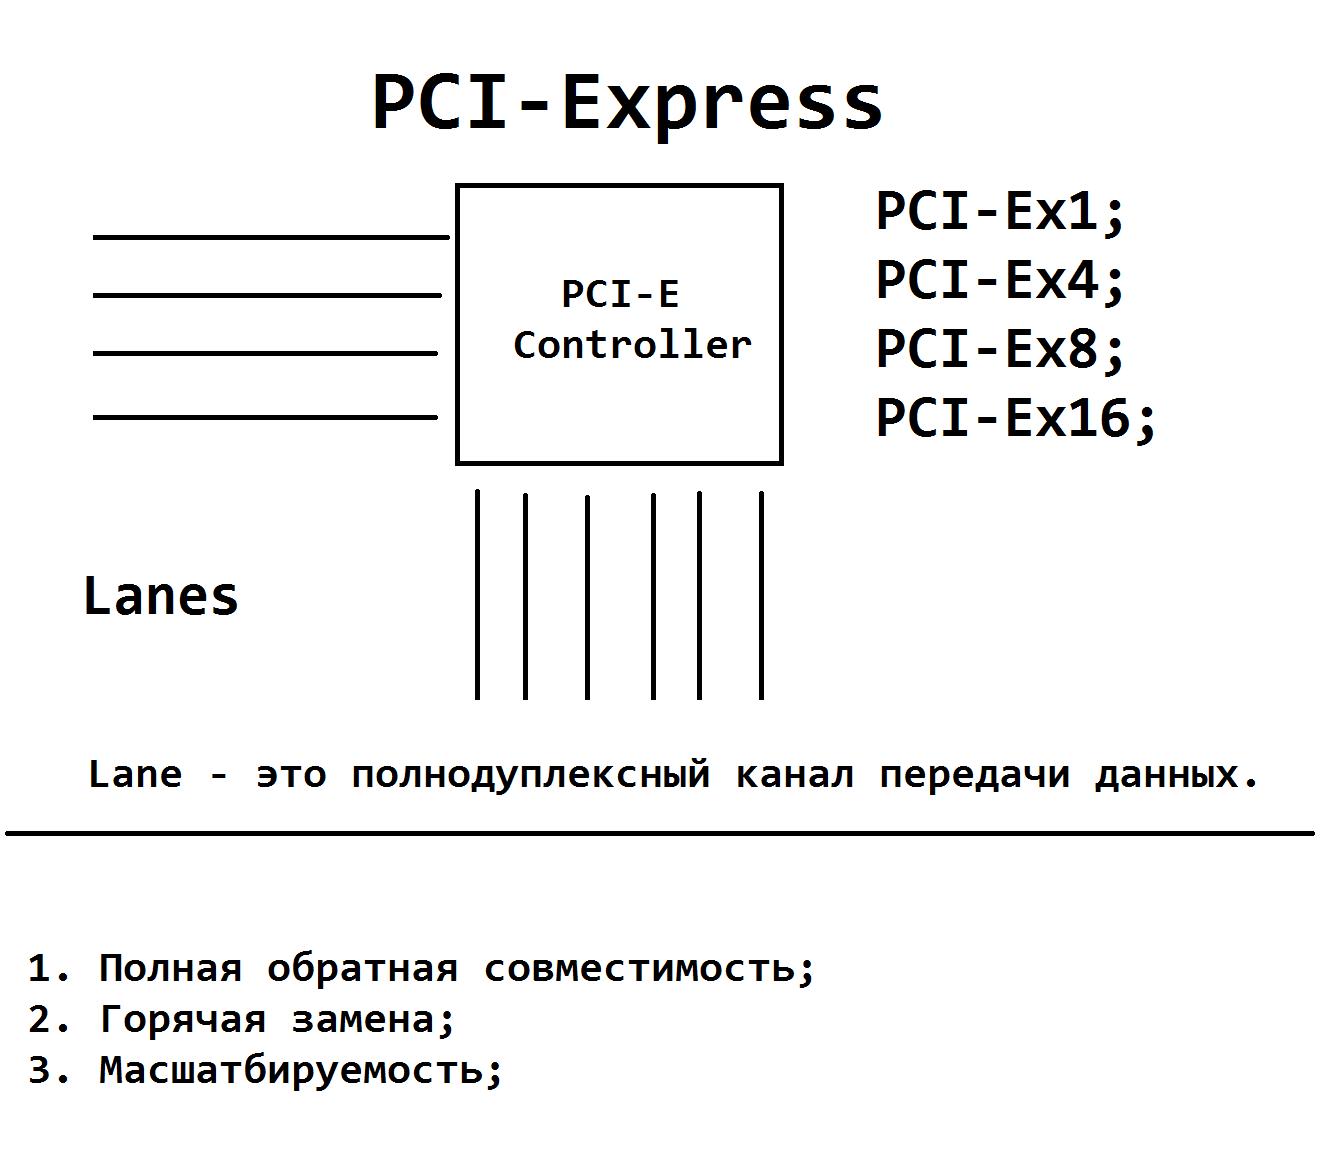 PCI-Express
PCI-E
Controller
PCI-Ex1;
PCI-Ex4;
PCI-Ex8;
PCI-Ex16;
Lanes
Lane - это полнодуплексный канал передачи данных.
1. Полная обратная совместимость;
2. Горячая замена;
3. Масшатбируемость;